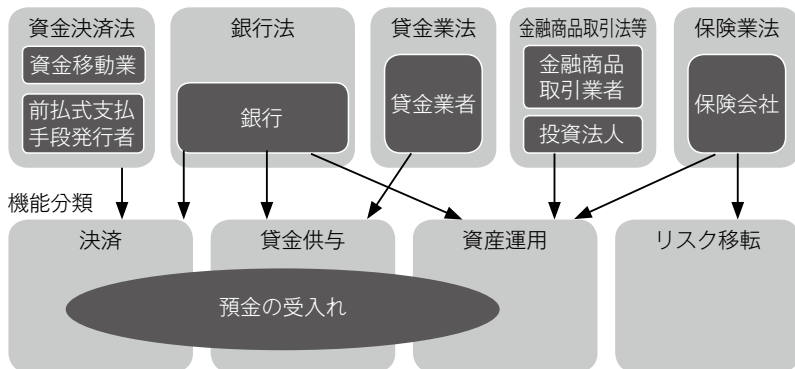 資金決済法
資金移動業
前払式支払
手段発行者
銀行法
銀行
貸金業法
貸金業者
金融商品取引法等
金融商品
取引業者
投資法人
保険業法
保険会社
機能分類
決済
貸金供与
資産運用
リスク移転
預金の受入れ